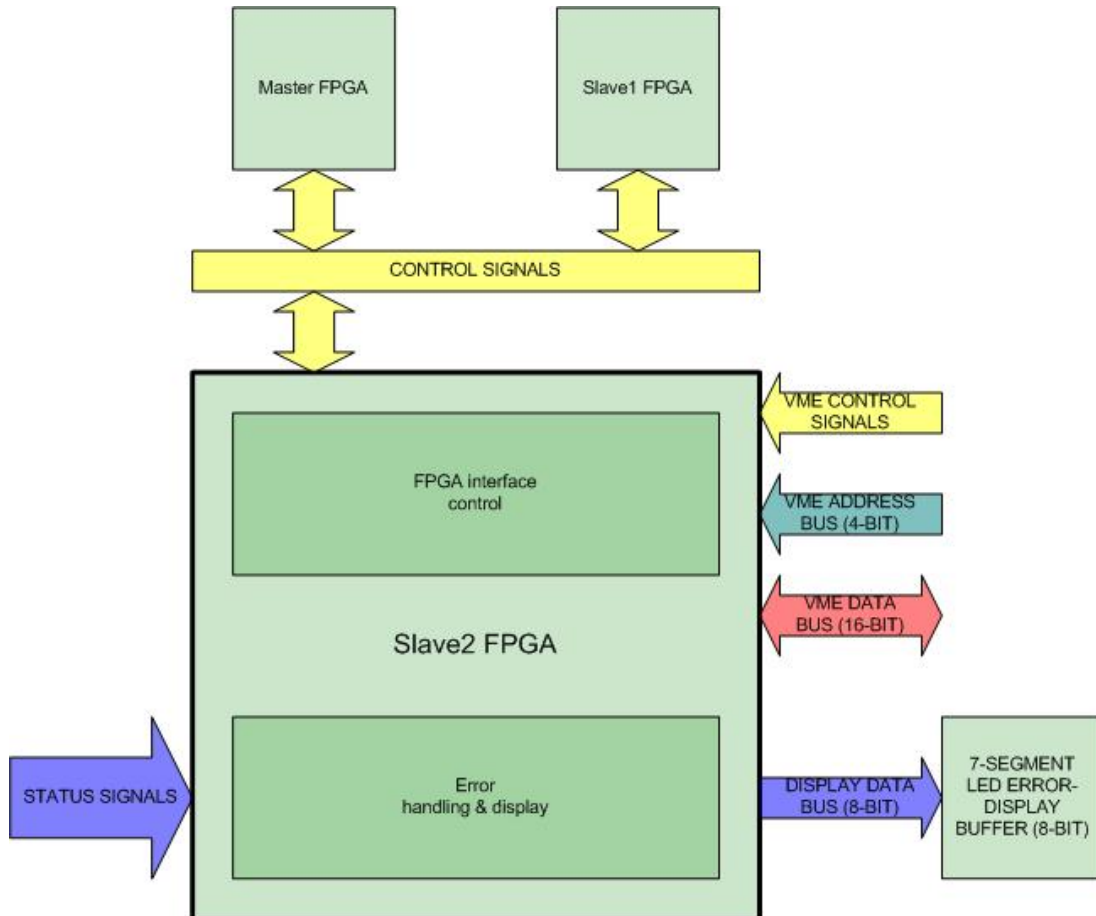 Master FPGA
Slave1 FPGA
CONTROL SIGNALS
VME CONTROL
SIGNALS
FPGA interface
control
VME ADDRESS
BUS (4-BIT)
VME DATA
BUS (16-BIT)
Slave2 FPGA
STATUS SIGNALS
Error
handling & display
DISPLAY DATA
BUS (8-BIT)
7-SEGMENT
LED ERROR-
DISPLAY
BUFFER (8-BIT)